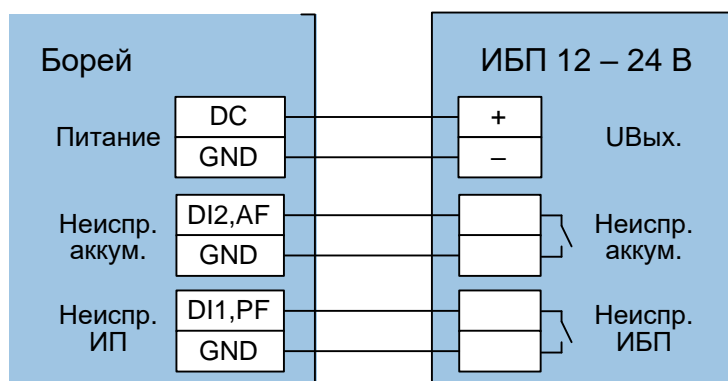 Борей
ИБП 12 – 24 В
Питание
DC
GND
+
–
UВых.
Неиспр.
аккум.
DI2,AF
GND
Неиспр.
аккум.
Неиспр.
ИП
DI1,PF
GND
Неиспр.
ИБП